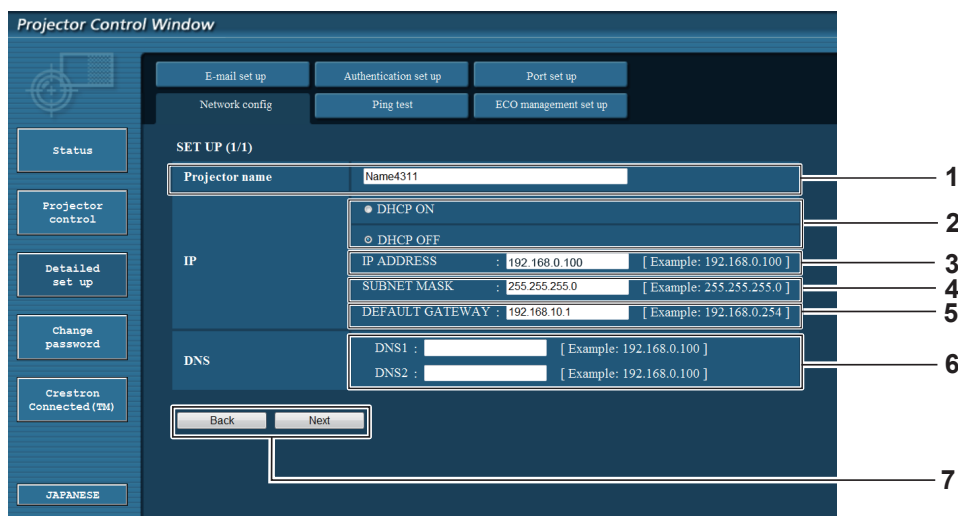 Projector Control Window
E-mail set up
Authentication set up
Port set up
Network config
Ping test
ECO management set up
Status
Projector
control
Detailed
set up
Change
password
Crestron
Connected(TM)
JAPANESE
SET UP (1/1)
Projector name Name4311
1
IP
DHCP ON
DHCP OFF
2
IP ADDRESS : 192.168.0.100 [ Example: 192.168.0.100 ]
3
SUBNET MASK : 255.255.255.0 [ Example: 255.255.255.0 ]
4
DEFAULT GATEWAY : 192.168.10.1 [ Example: 192.168.0.254 ]
5
DNS
DNS1 : [ Example: 192.168.0.100 ]
DNS2 : [ Example: 192.168.0.100 ]
6
Back Next
7